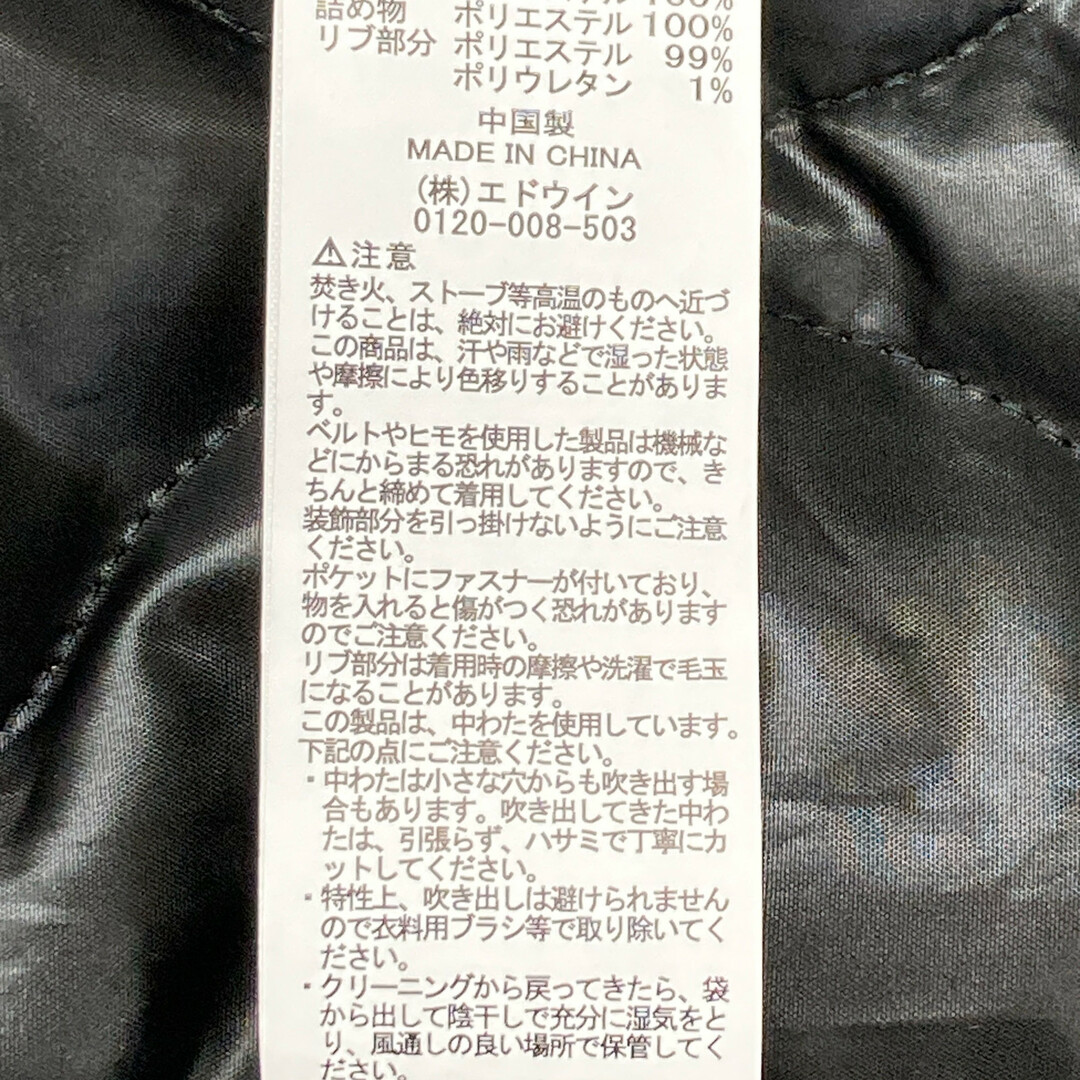 ポリエステル 100%
詰め物 ポリエステル 100%
リブ部分 ポリエステル 99%
ポリウレタン 1%
中国製
MADE IN CHINA
(株)エドウイン
0120-008-503
⚠注意
焚き火、ストーブ等高温のものへ近づ
けることは、絶対にお避けください。
この商品は、汗や雨などで湿った状態
や摩擦により色移りすることがありま
す。
ベルトやヒモを使用した製品は機械な
どにからまる恐れがありますので、き
ちんと締めて着用してください。
装飾部分を引っ掛けないようにご注意
ください。
ポケットにファスナーが付いており、
物を入れると傷がつく恐れがあります
のでご注意ください。
リブ部分は着用時の摩擦や洗濯で毛玉
になることがあります。
この製品は、中わたを使用しています。
下記の点にご注意ください。
・中わたは小さな穴からも吹き出す場
合もあります。吹き出してきた中わ
たは、引張らず、ハサミで丁寧にカ
ットしてください。
・特性上、吹き出しは避けられません
ので衣料用ブラシ等で取り除いてく
ださい。
・クリーニングから戻ってきたら、袋
から出して陰干しで充分に湿気をと
り、風通しの良い場所で保管してく
ださい。